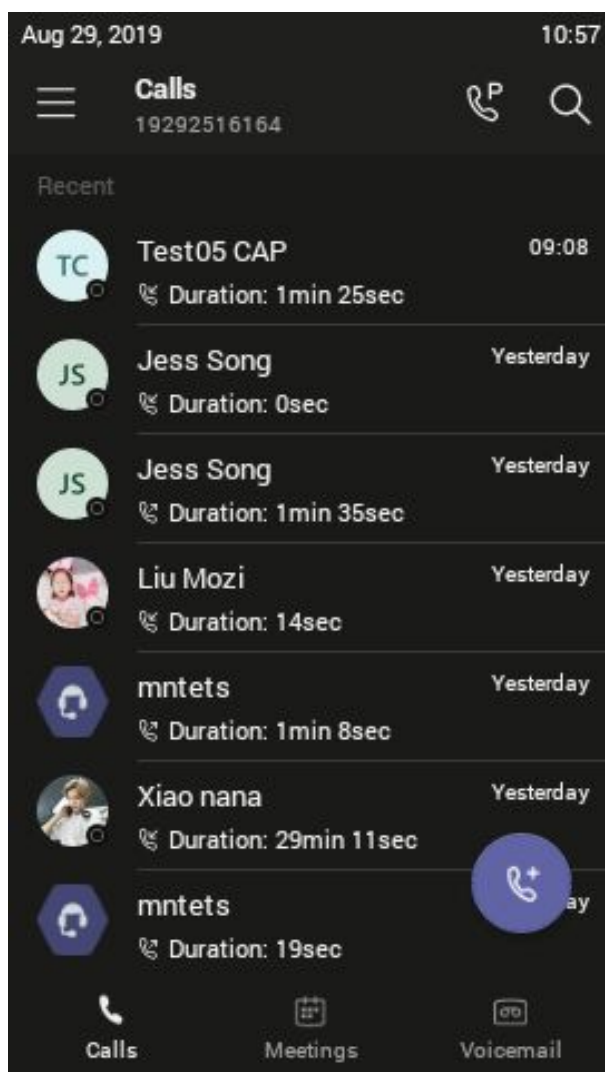 Aug 29, 2019 10:57
Calls
19292516164
P
Recent
TC Test05 CAP 09:08
Duration: 1min 25sec
JS Jess Song Yesterday
Duration: 0sec
JS Jess Song Yesterday
Duration: 1min 35sec
Liu Mozi Yesterday
Duration: 14sec
mntets Yesterday
Duration: 1min 8sec
Xiao nana Yesterday
Duration: 29min 11sec
mntets ay
Duration: 19sec
Calls Meetings Voicemail